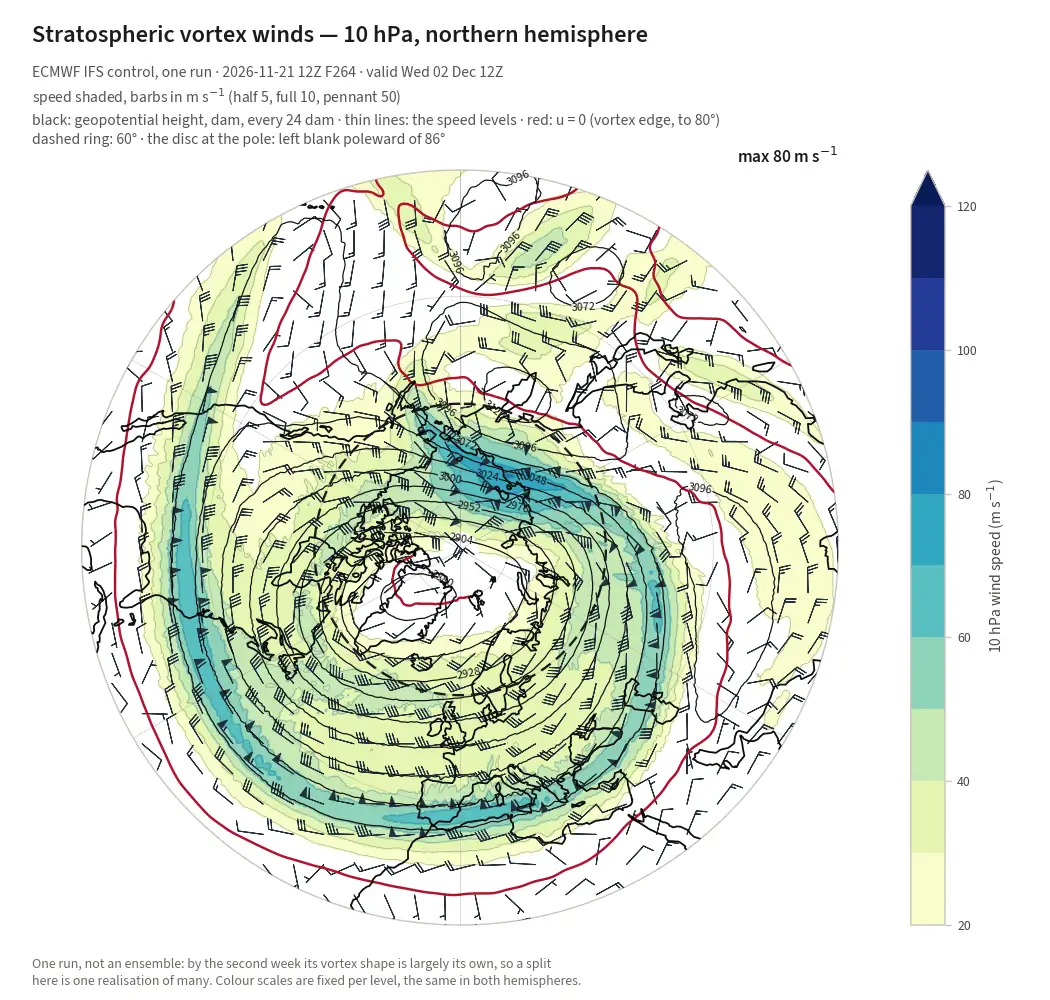 Stratospheric vortex winds — 10 hPa, northern hemisphere
ECMWF IFS control, one run · 2026-11-21 12Z F264 · valid Wed 02 Dec 12Z
speed shaded, barbs in m s⁻¹ (half 5, full 10, pennant 50)
black: geopotential height, dam, every 24 dam · thin lines: the speed levels · red: u = 0 (vortex edge, to 80°)
dashed ring: 60° · the disc at the pole: left blank poleward of 86°
max 80 m s⁻¹
3096
3096
3096
3072
3096
3096
3024
3048
3000
2952
3096
2904
2928
120
100
80
60
40
20
10 hPa wind speed (m s⁻¹)
One run, not an ensemble: by the second week its vortex shape is largely its own, so a split
here is one realisation of many. Colour scales are fixed per level, the same in both hemispheres.